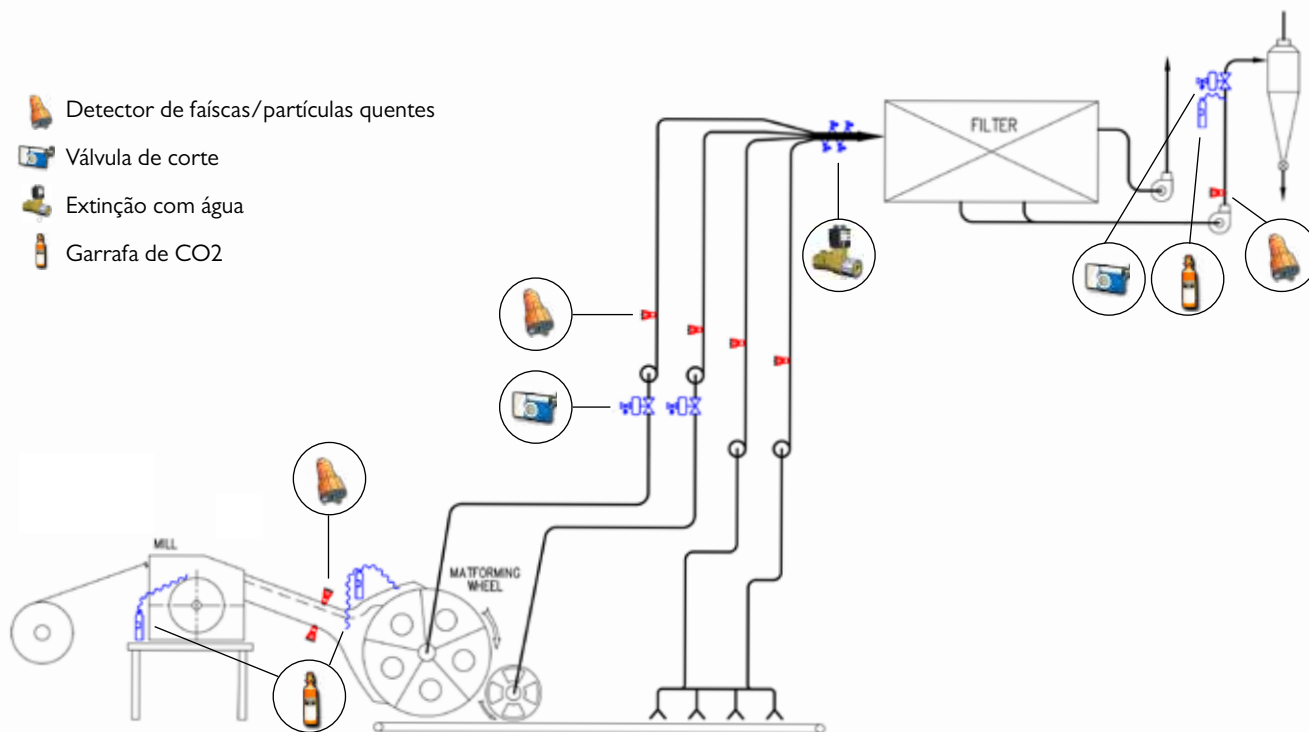 Detector de faíscas/partículas quentes
Válvula de corte
Extinção com água
Garrafa de CO2
FILTER
MILL
MATFORMING
WHEEL